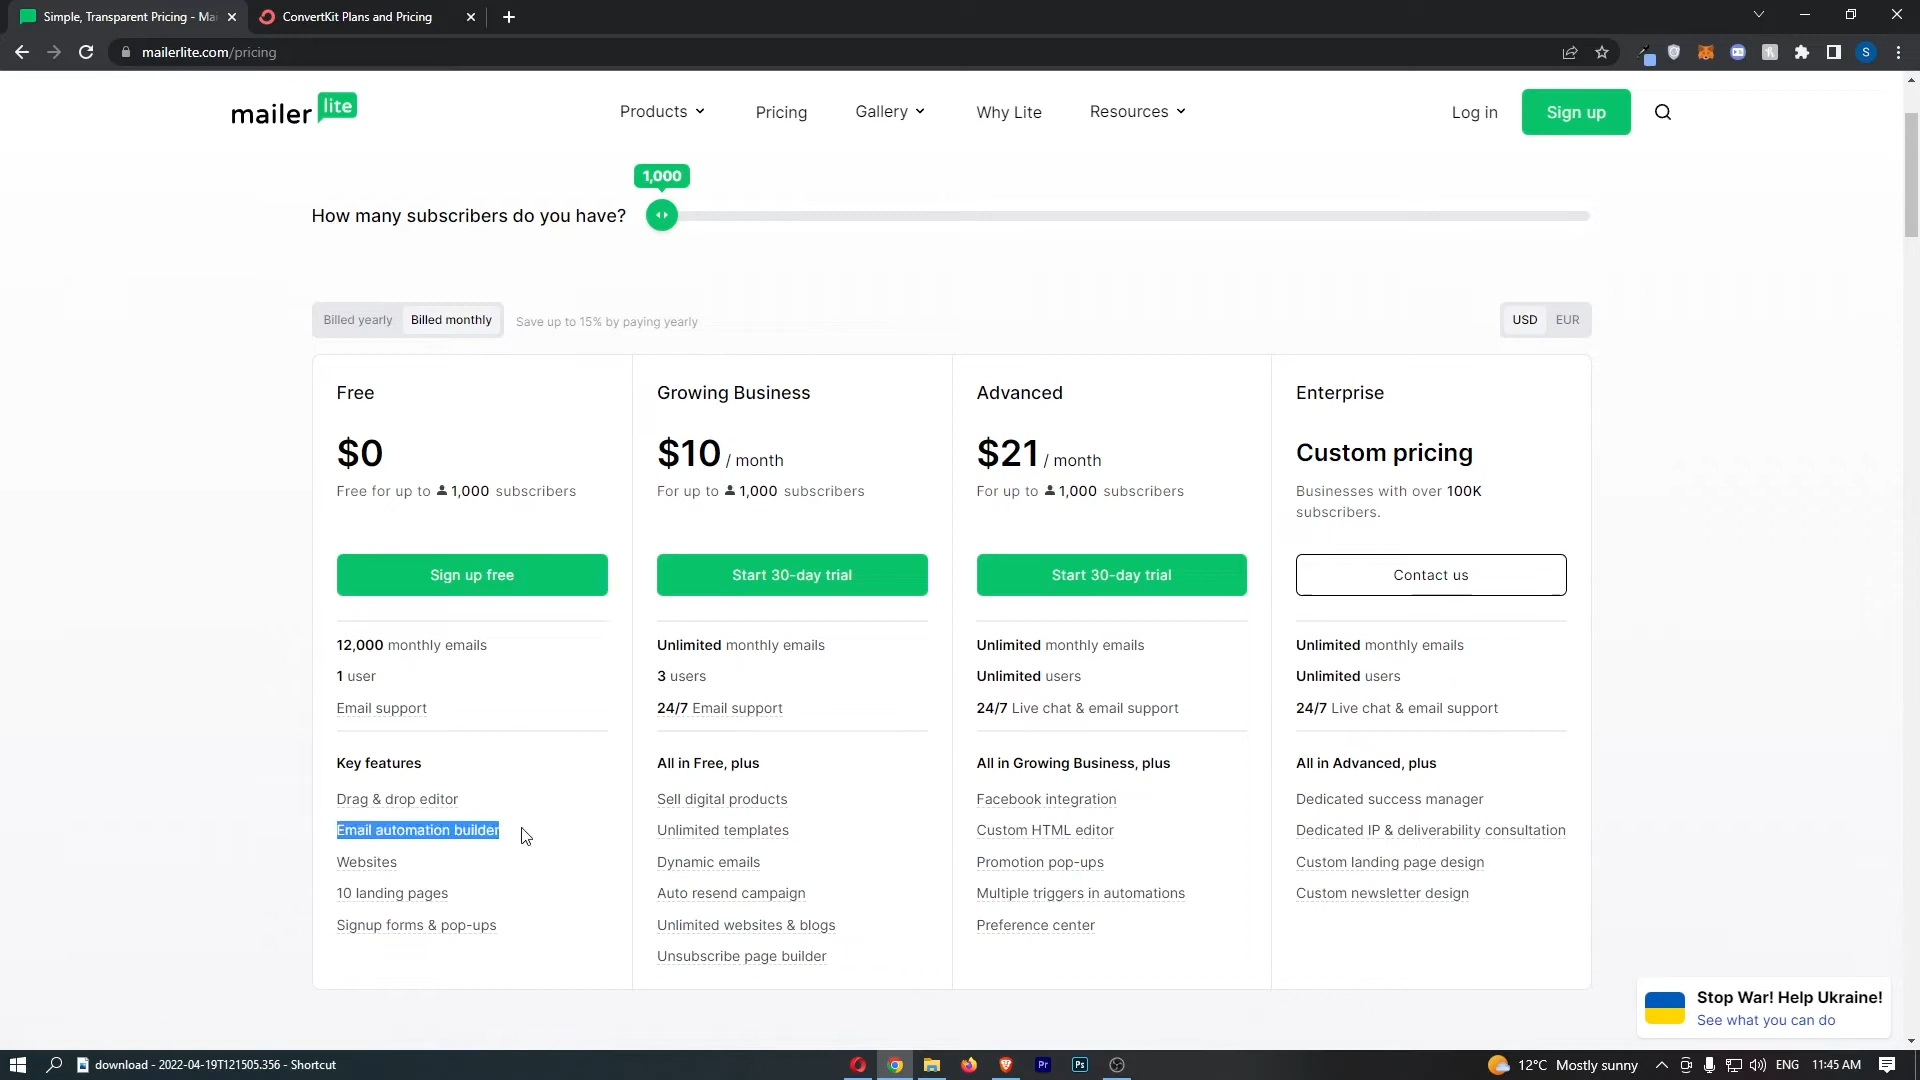 Simple, Transparent Pricing - Mai
ConvertKit Plans and Pricing
mailerlite.com/pricing
S
mailer lite
Products
Pricing
Gallery
Why Lite
Resources
Log in
Sign up
1,000
How many subscribers do you have?
Billed yearly
Billed monthly
Save up to 15% by paying yearly
USD
EUR
Free
$0
Free for up to 1,000 subscribers
Sign up free
12,000 monthly emails
1 user
Email support
Key features
Drag & drop editor
Email automation builder
Websites
10 landing pages
Signup forms & pop-ups
Growing Business
$10 / month
For up to 1,000 subscribers
Start 30-day trial
Unlimited monthly emails
3 users
24/7 Email support
All in Free, plus
Sell digital products
Unlimited templates
Dynamic emails
Auto resend campaign
Unlimited websites & blogs
Unsubscribe page builder
Advanced
$21 / month
For up to 1,000 subscribers
Start 30-day trial
Unlimited monthly emails
Unlimited users
24/7 Live chat & email support
All in Growing Business, plus
Facebook integration
Custom HTML editor
Promotion pop-ups
Multiple triggers in automations
Preference center
Enterprise
Custom pricing
Businesses with over 100K
subscribers.
Contact us
Unlimited monthly emails
Unlimited users
24/7 Live chat & email support
All in Advanced, plus
Dedicated success manager
Dedicated IP & deliverability consultation
Custom landing page design
Custom newsletter design
Stop War! Help Ukraine!
See what you can do
download - 2022-04-19T121505.356 - Shortcut
Pr
Ps
12°C Mostly sunny
ENG
11:45 AM